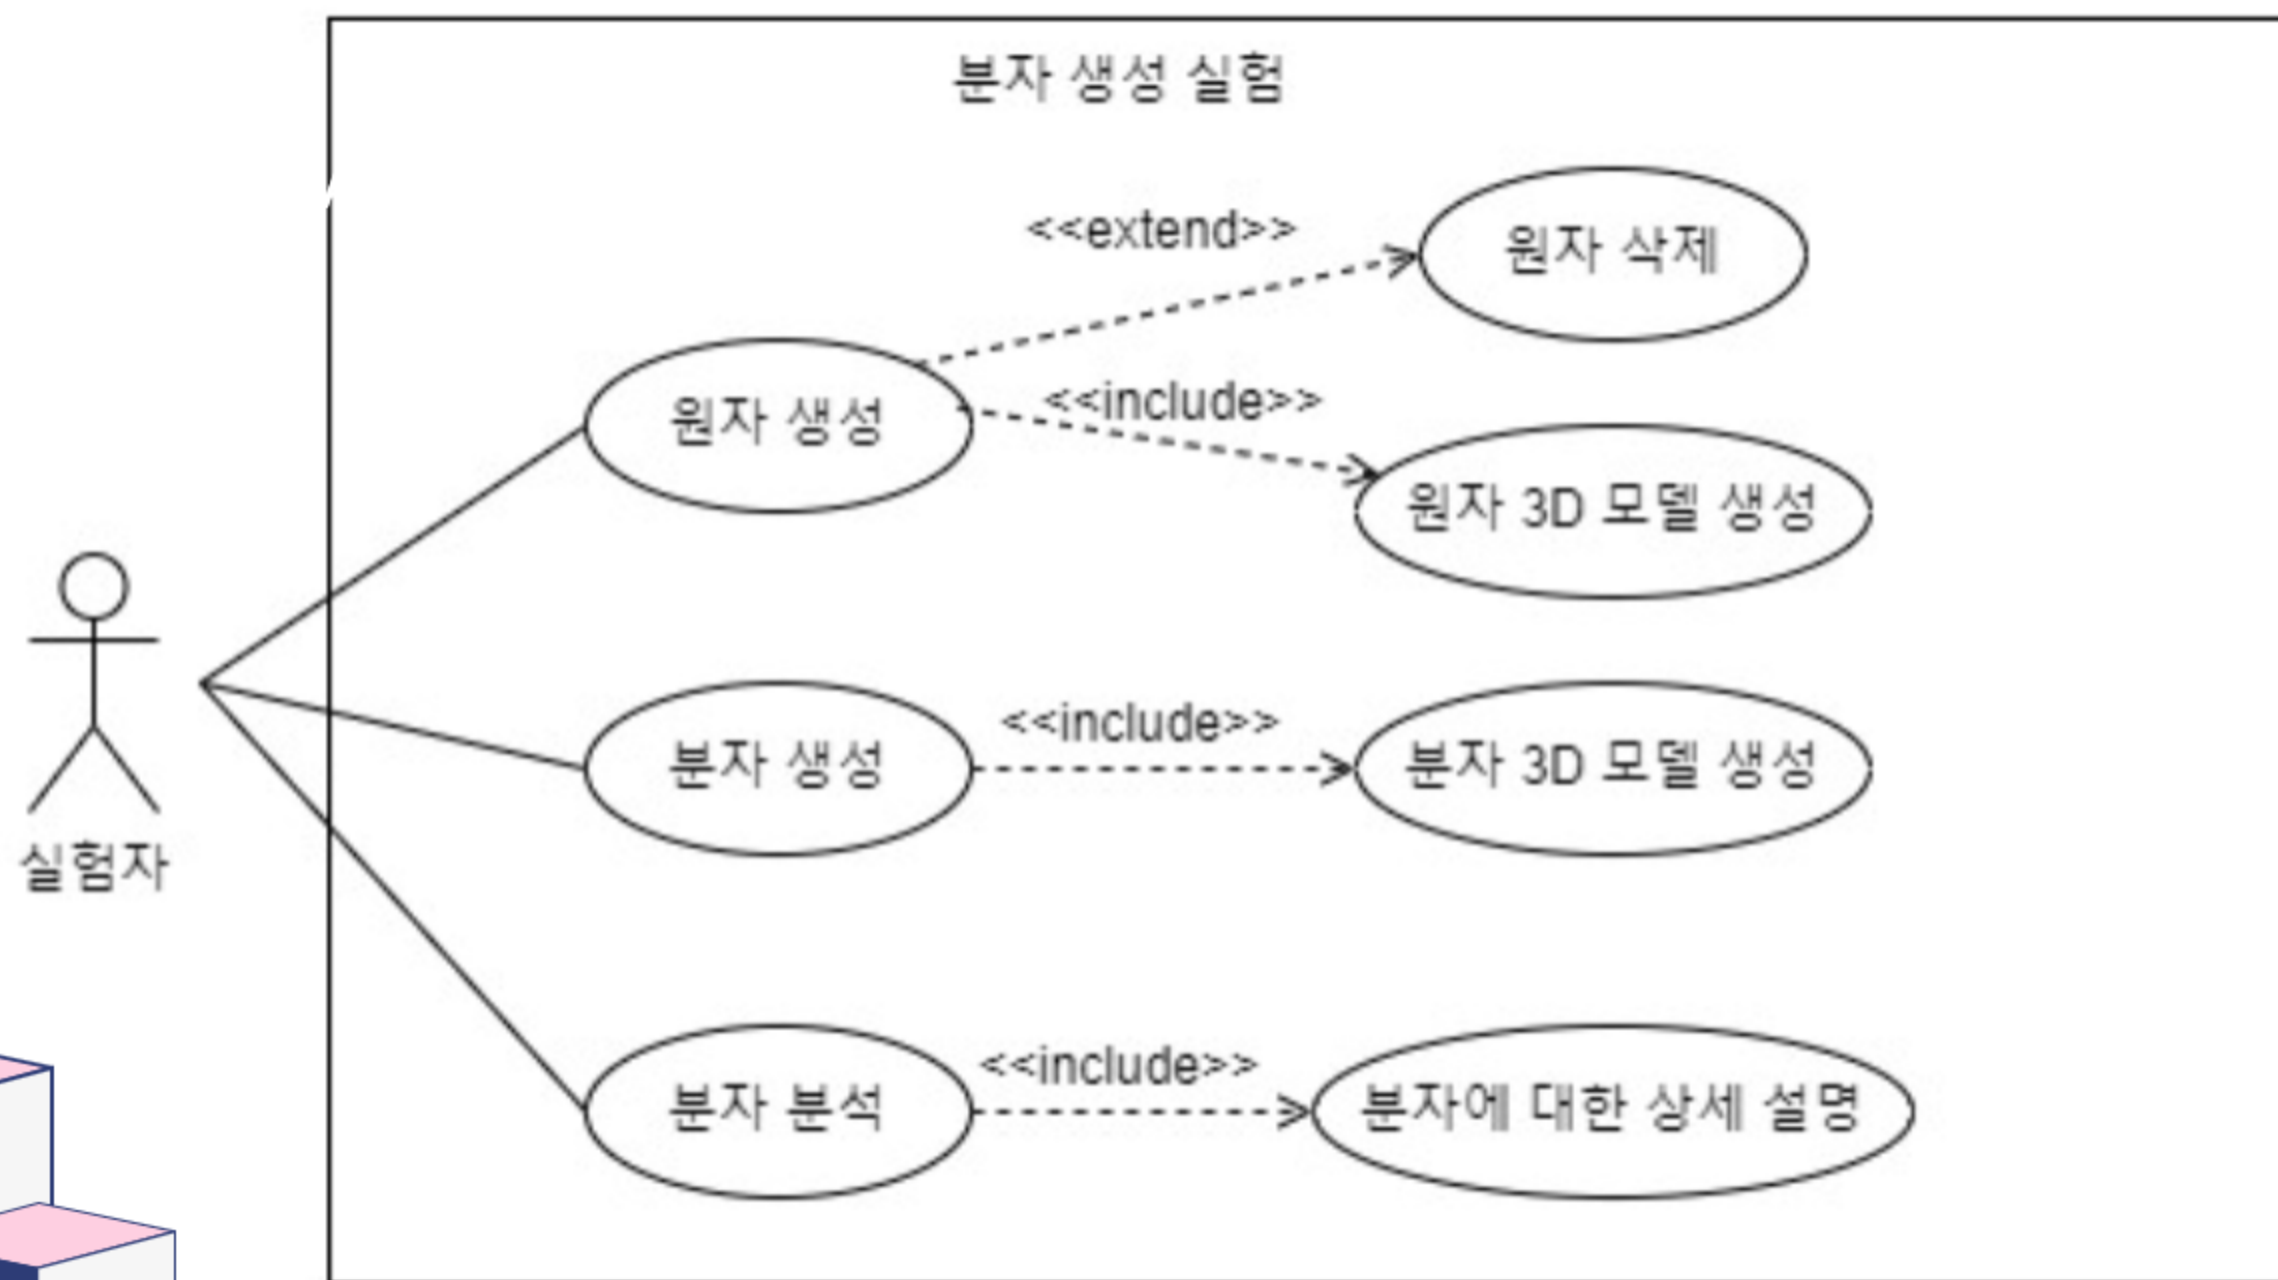 분자 생성 실험
<<extend>>
원자 삭제
<<include>>
원자 생성
원자 3D 모델 생성
<<include>>
분자 생성
분자 3D 모델 생성
실험자
<<include>>
분자 분석
분자에 대한 상세 설명